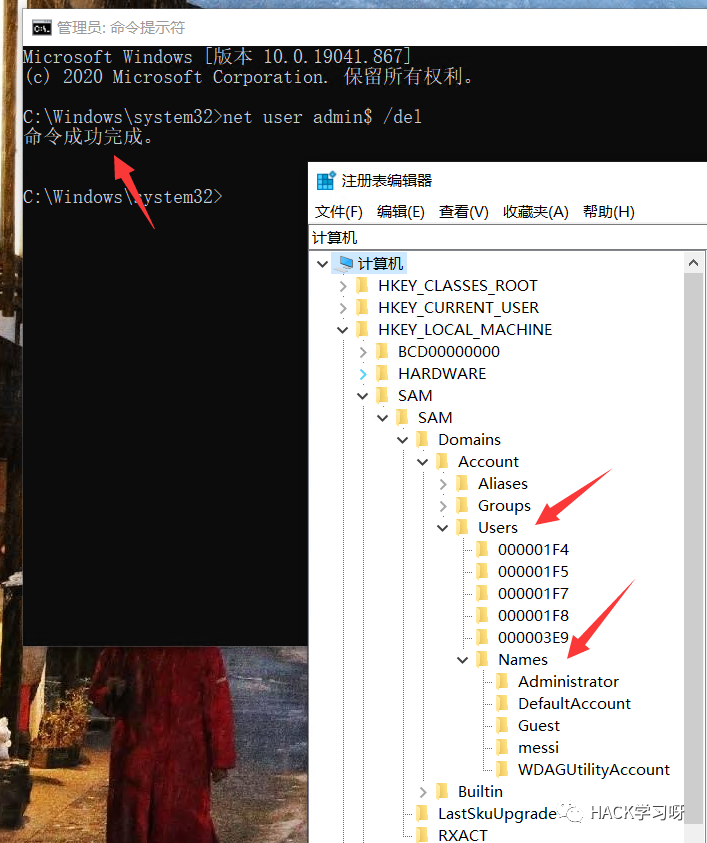 管理员: 命令提示符
Microsoft Windows [版本 10.0.19041.867]
(c) 2020 Microsoft Corporation. 保留所有权利。
C:\Windows\system32>net user admin$ /del
命令成功完成。
C:\Windows\system32>
注册表编辑器
文件(F) 编辑(E) 查看(V) 收藏夹(A) 帮助(H)
计算机
计算机
HKEY_CLASSES_ROOT
HKEY_CURRENT_USER
HKEY_LOCAL_MACHINE
BCD00000000
HARDWARE
SAM
SAM
Domains
Account
Aliases
Groups
Users
000001F4
000001F5
000001F7
000001F8
000003E9
Names
Administrator
DefaultAccount
Guest
messi
WDAGUtilityAccount
Builtin
LastSkuUpgrade
HACK学习呀
RXACT